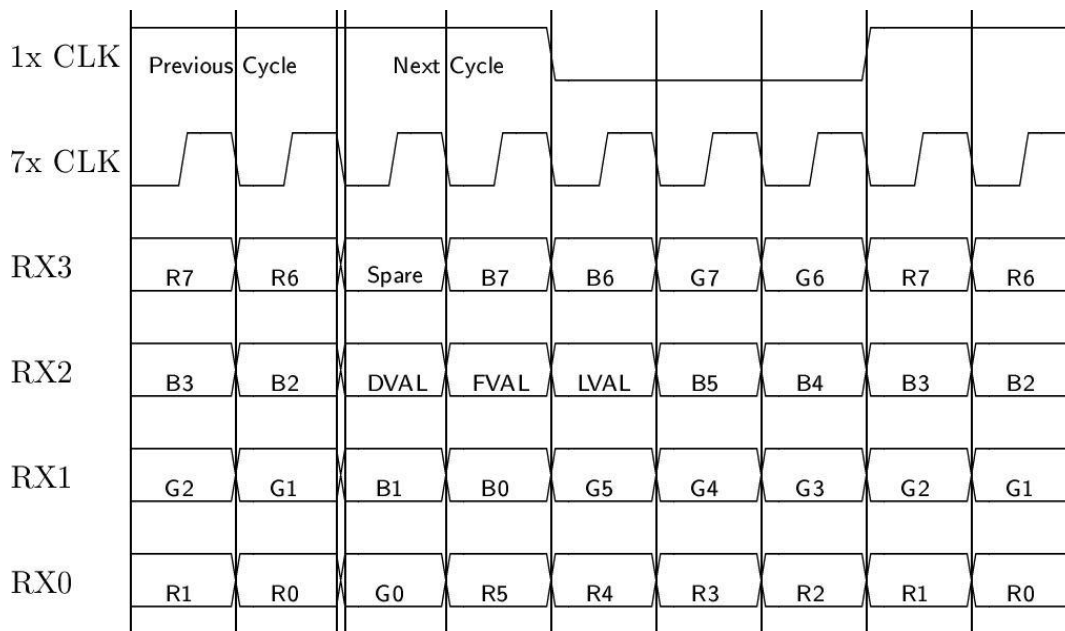 1x CLK Previous Cycle Next Cycle
7x CLK
RX3 R7 R6 Spare B7 B6 G7 G6 R7 R6
RX2 B3 B2 DVAL FVAL LVAL B5 B4 B3 B2
RX1 G2 G1 B1 B0 G5 G4 G3 G2 G1
RX0 R1 R0 G0 R5 R4 R3 R2 R1 R0